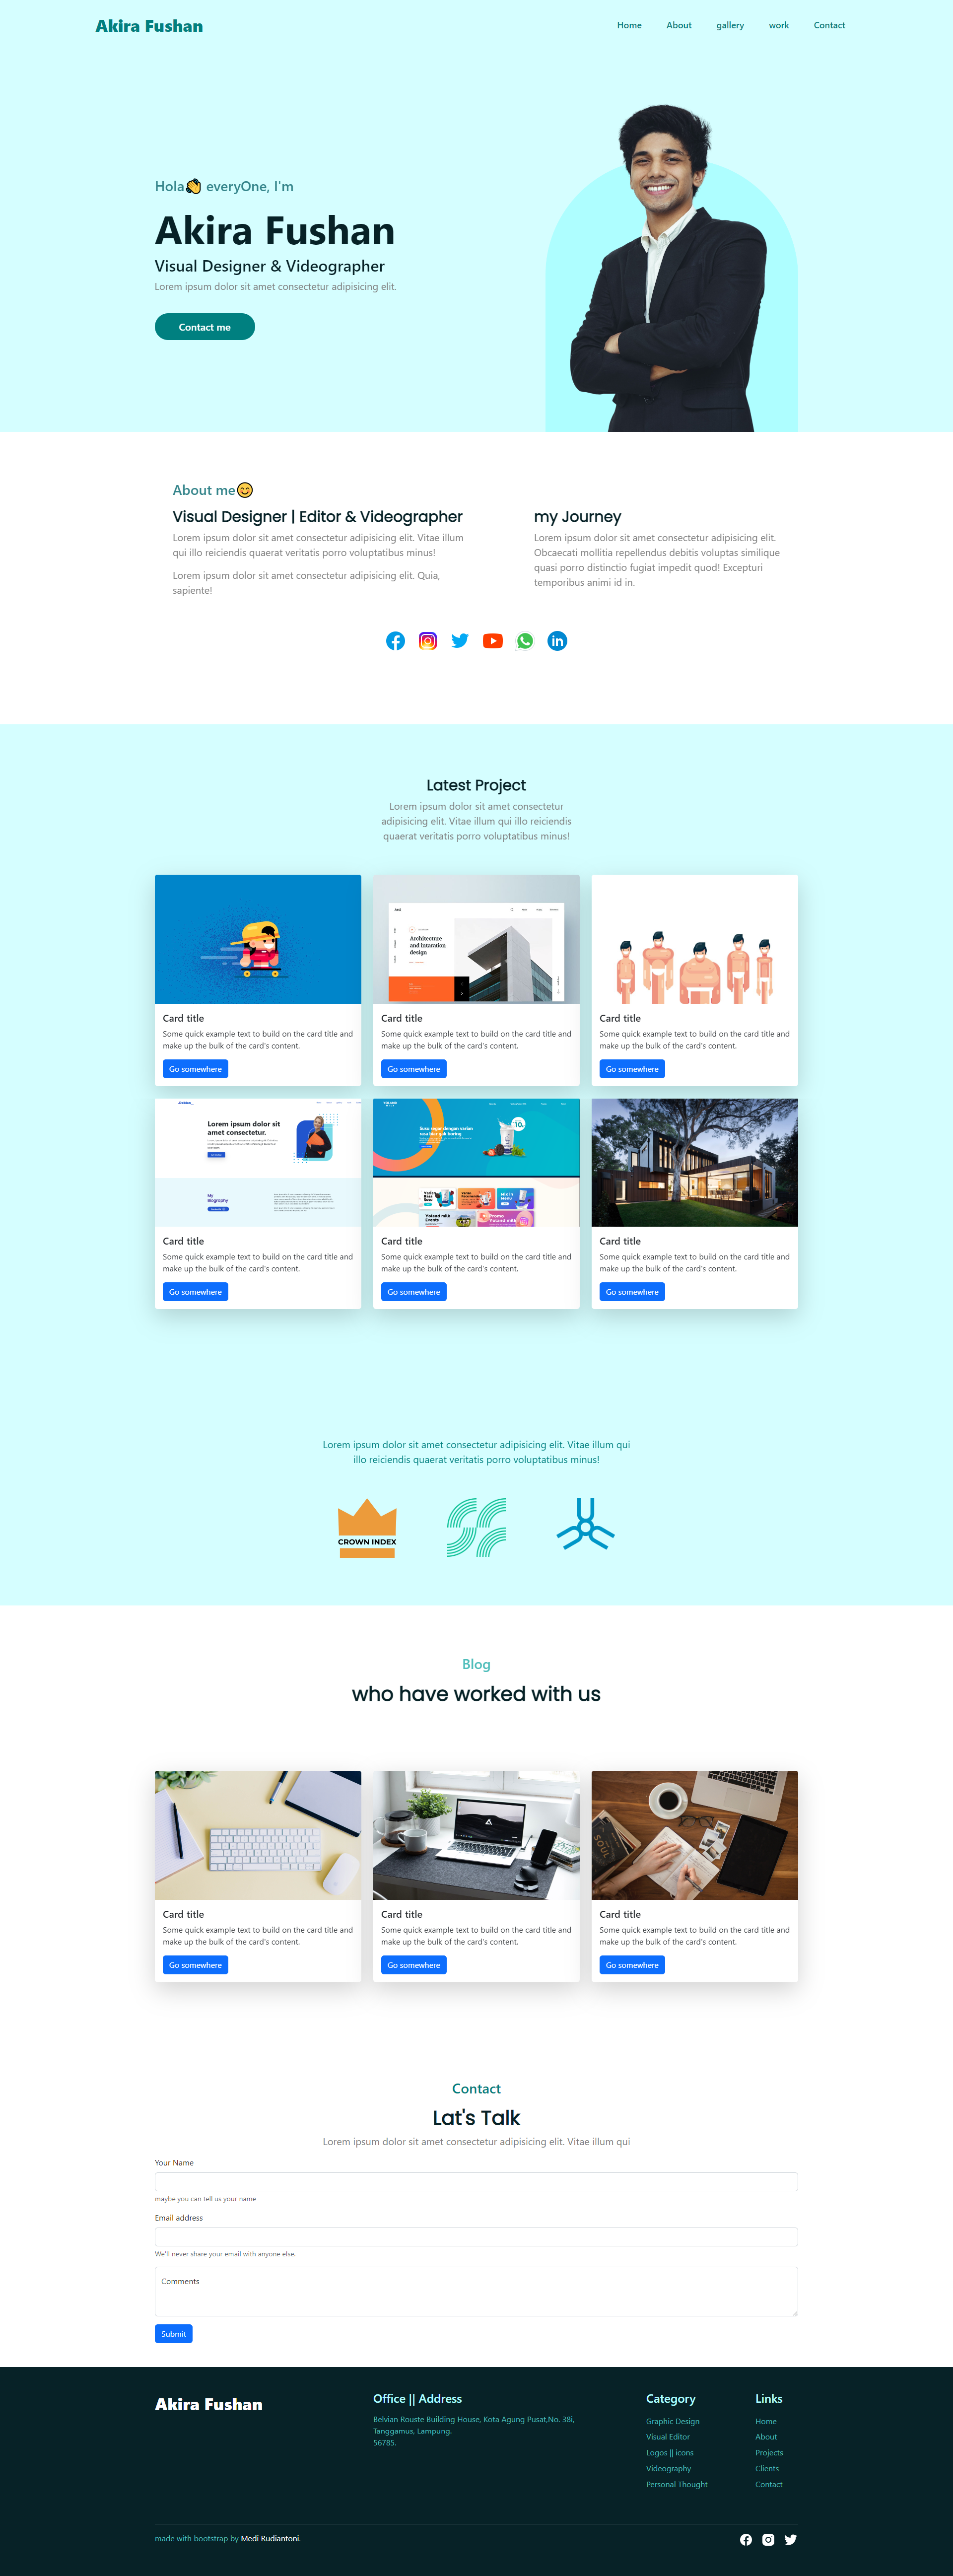 Akira Fushan
Home About gallery work Contact
Hola👋 everyOne, I'm
Akira Fushan
Visual Designer & Videographer
Lorem ipsum dolor sit amet consectetur adipisicing elit.
Contact me
About me😊
Visual Designer | Editor & Videographer
Lorem ipsum dolor sit amet consectetur adipisicing elit. Vitae illum
qui illo reiciendis quaerat veritatis porro voluptatibus minus!
Lorem ipsum dolor sit amet consectetur adipisicing elit. Quia,
sapiente!
my Journey
Lorem ipsum dolor sit amet consectetur adipisicing elit.
Obcaecati mollitia repellendus debitis voluptas similique
quasi porro distinctio fugiat impedit quod! Excepturi
temporibus animi id in.
Latest Project
Lorem ipsum dolor sit amet consectetur
adipisicing elit. Vitae illum qui illo reiciendis
quaerat veritatis porro voluptatibus minus!
Architecture
and intaration
design
Card title
Some quick example text to build on the card title and
make up the bulk of the card's content.
Go somewhere
Card title
Some quick example text to build on the card title and
make up the bulk of the card's content.
Go somewhere
Card title
Some quick example text to build on the card title and
make up the bulk of the card's content.
Go somewhere
Lorem ipsum dolor sit
amet consectetur.
My
Biography
Card title
Some quick example text to build on the card title and
make up the bulk of the card's content.
Go somewhere
Card title
Some quick example text to build on the card title and
make up the bulk of the card's content.
Go somewhere
Card title
Some quick example text to build on the card title and
make up the bulk of the card's content.
Go somewhere
Lorem ipsum dolor sit amet consectetur adipisicing elit. Vitae illum qui
illo reiciendis quaerat veritatis porro voluptatibus minus!
CROWN INDEX
Blog
who have worked with us
Card title
Some quick example text to build on the card title and
make up the bulk of the card's content.
Go somewhere
Card title
Some quick example text to build on the card title and
make up the bulk of the card's content.
Go somewhere
Card title
Some quick example text to build on the card title and
make up the bulk of the card's content.
Go somewhere
Contact
Lat's Talk
Lorem ipsum dolor sit amet consectetur adipisicing elit. Vitae illum qui
Your Name
maybe you can tell us your name
Email address
We'll never share your email with anyone else.
Comments
Submit
Akira Fushan
Office || Address
Belvian Rouste Building House, Kota Agung Pusat,No. 38i,
Tanggamus, Lampung.
56785.
Category
Graphic Design
Visual Editor
Logos || icons
Videography
Personal Thought
Links
Home
About
Projects
Clients
Contact
made with bootstrap by Medi Rudiantoni.